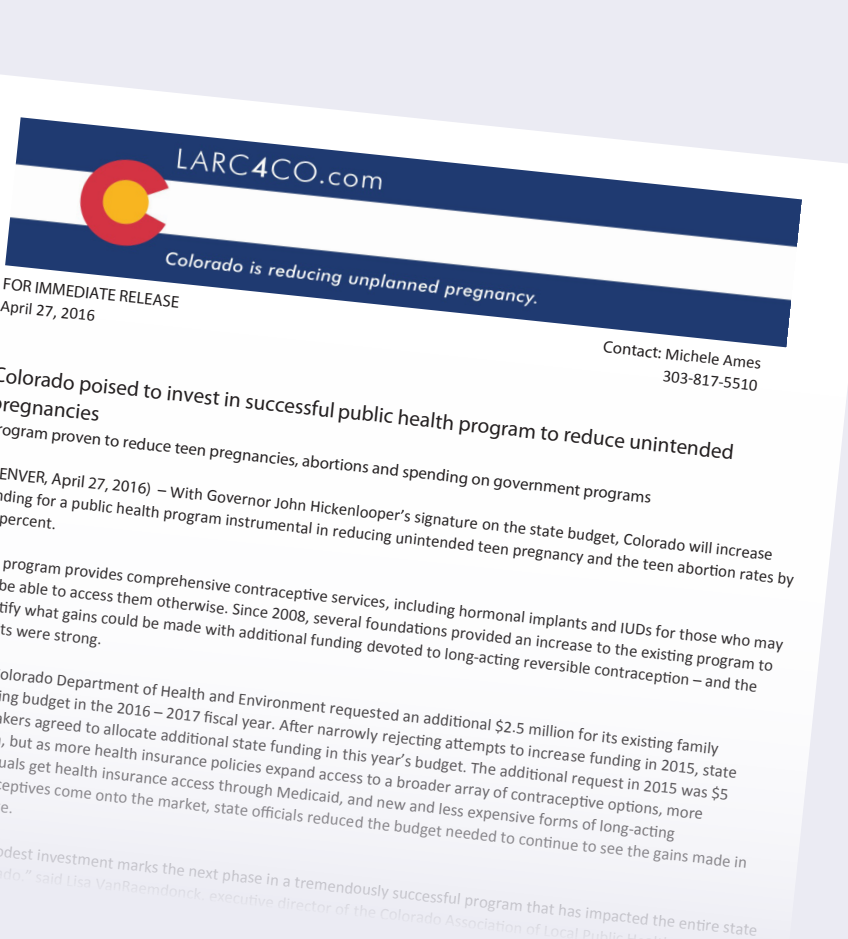 LARC4CO.com
Colorado is reducing unplanned pregnancy.
FOR IMMEDIATE RELEASE
April 27, 2016
Contact: Michele Ames
303-817-5510
Colorado poised to invest in successful public health program to reduce unintended
pregnancies
rogram proven to reduce teen pregnancies, abortions and spending on government programs
ENVER, April 27, 2016) – With Governor John Hickenlooper's signature on the state budget, Colorado will increase
nding for a public health program instrumental in reducing unintended teen pregnancy and the teen abortion rates by
percent.
program provides comprehensive contraceptive services, including hormonal implants and IUDs for those who may
be able to access them otherwise. Since 2008, several foundations provided an increase to the existing program to
tify what gains could be made with additional funding devoted to long-acting reversible contraception – and the
ts were strong.
olorado Department of Health and Environment requested an additional $2.5 million for its existing family
ing budget in the 2016 – 2017 fiscal year. After narrowly rejecting attempts to increase funding in 2015, state
akers agreed to allocate additional state funding in this year's budget. The additional request in 2015 was $5
, but as more health insurance policies expand access to a broader array of contraceptive options, more
uals get health insurance access through Medicaid, and new and less expensive forms of long-acting
ceptives come onto the market, state officials reduced the budget needed to continue to see the gains made in
e.
odest investment marks the next phase in a tremendously successful program that has impacted the entire state
ado," said Lisa VanRaemdonck, executive director of the Colorado Association of Local Public